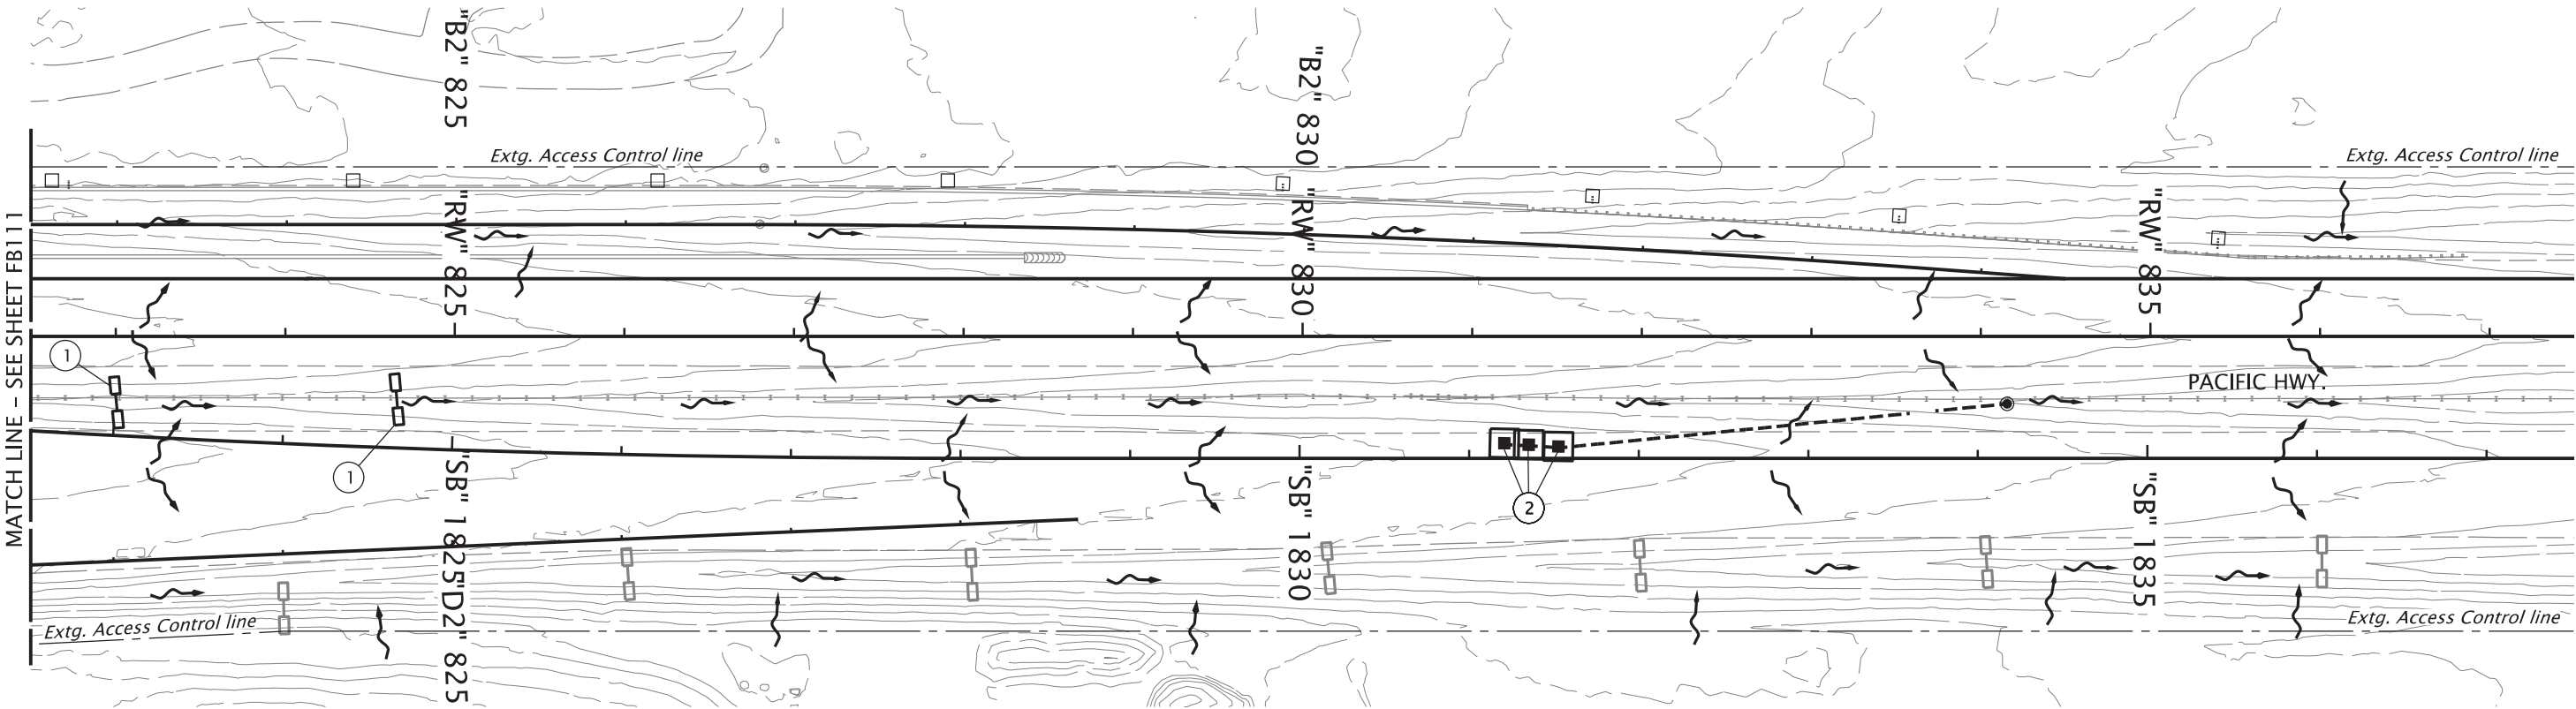 "B2" 825
"B2" 830
Extg. Access Control line
Extg. Access Control line
"RW" 825
"RW" 830
"RW" 835
MATCH LINE – SEE SHEET FB111
1
1
PACIFIC HWY.
2
"SB" 1825
"SB" 1830
"SB" 1835
"D2" 825
Extg. Access Control line
Extg. Access Control line